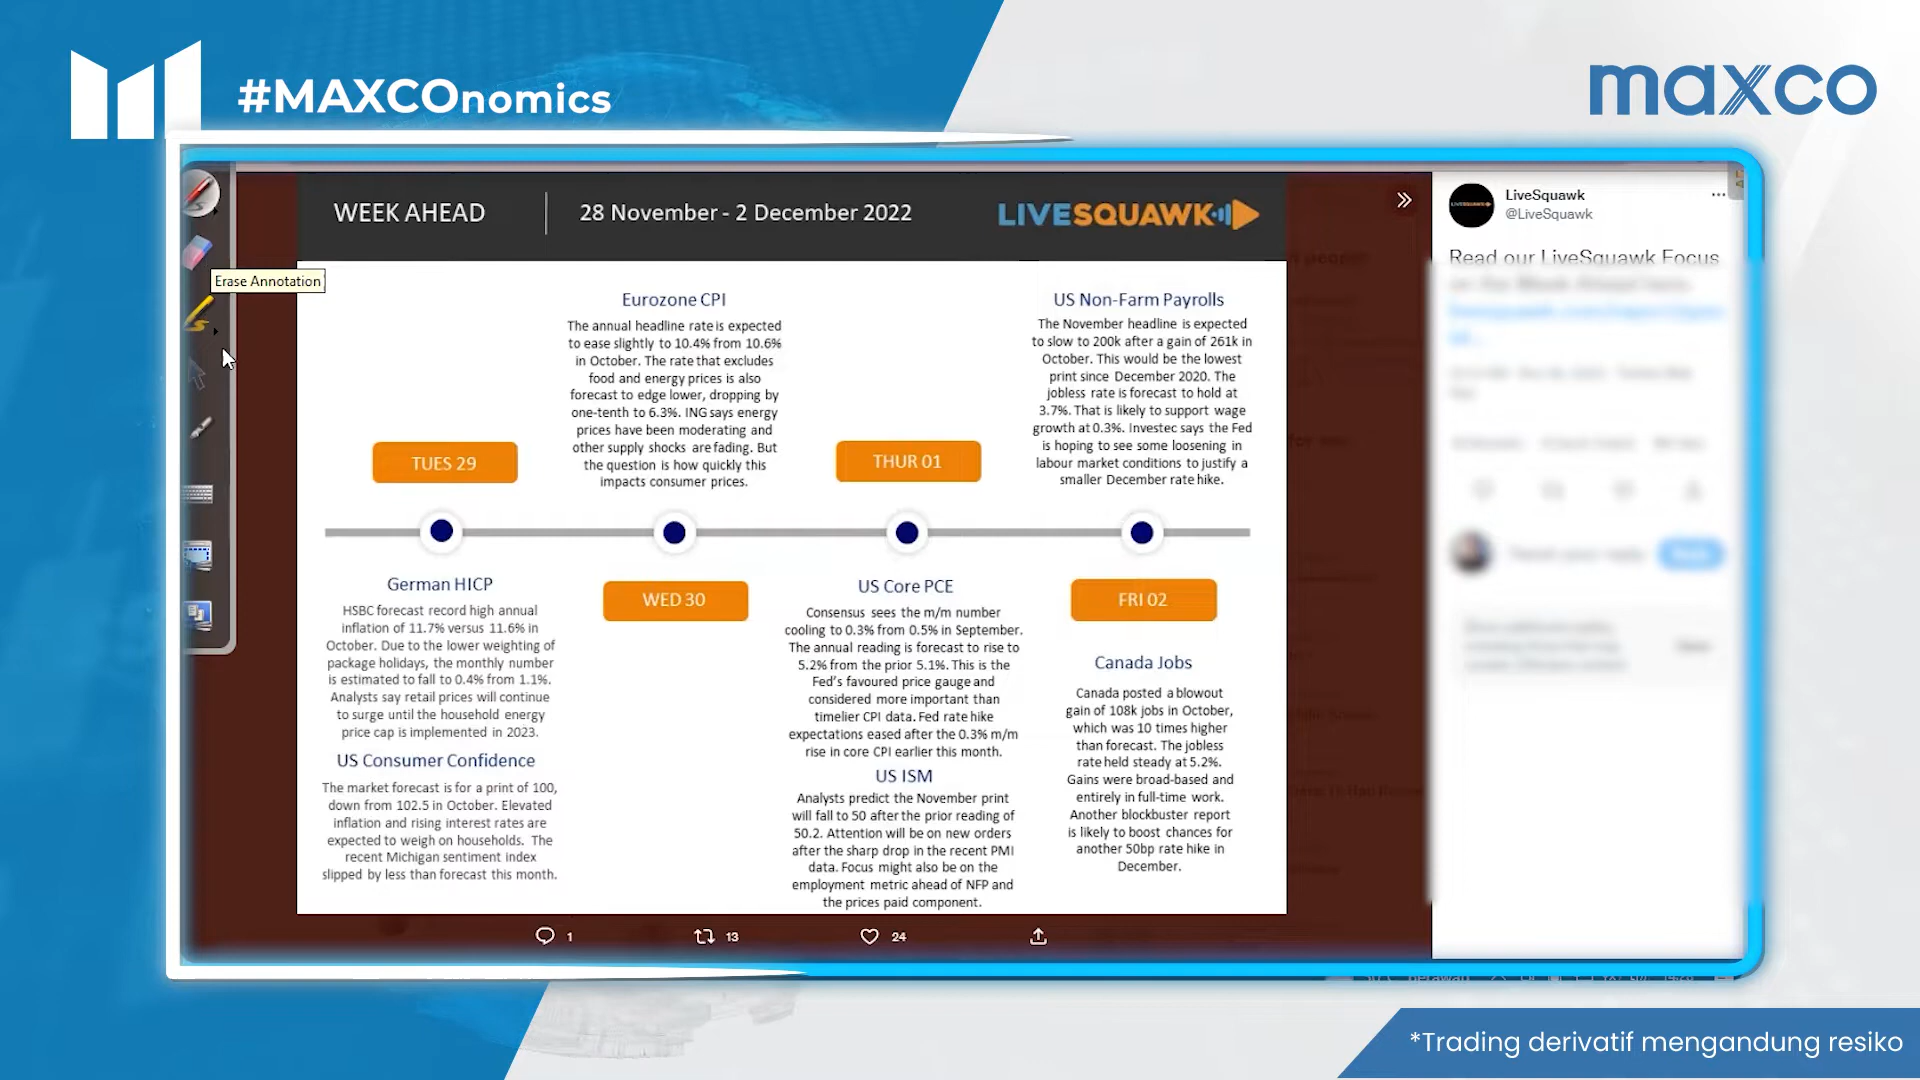 #MAXCOnomics
maxco
WEEK AHEAD
28 November - 2 December 2022
LIVESQUAWK
LiveSquawk
@LiveSquawk
Read our LiveSquawk Focus
Erase Annotation
Eurozone CPI
The annual headline rate is expected
to ease slightly to 10.4% from 10.6%
in October. The rate that excludes
food and energy prices is also
forecast to edge lower, dropping by
one-tenth to 6.3%. ING says energy
prices have been moderating and
other supply shocks are fading. But
the question is how quickly this
impacts consumer prices.
US Non-Farm Payrolls
The November headline is expected
to slow to 200k after a gain of 261k in
October. This would be the lowest
print since December 2020. The
jobless rate is forecast to hold at
3.7%. That is likely to support wage
growth at 0.3%. Investec says the Fed
is hoping to see some loosening in
labour market conditions to justify a
smaller December rate hike.
TUES 29
THUR 01
German HICP
HSBC forecast record high annual
inflation of 11.7% versus 11.6% in
October. Due to the lower weighting of
package holidays, the monthly number
is estimated to fall to 0.4% from 1.1%.
Analysts say retail prices will continue
to surge until the household energy
price cap is implemented in 2023.
US Consumer Confidence
The market forecast is for a print of 100,
down from 102.5 in October. Elevated
inflation and rising interest rates are
expected to weigh on households. The
recent Michigan sentiment index
slipped by less than forecast this month.
WED 30
US Core PCE
Consensus sees the m/m number
cooling to 0.3% from 0.5% in September.
The annual reading is forecast to rise to
5.2% from the prior 5.1%. This is the
Fed's favoured price gauge and
considered more important than
timelier CPI data. Fed rate hike
expectations eased after the 0.3% m/m
rise in core CPI earlier this month.
US ISM
Analysts predict the November print
will fall to 50 after the prior reading of
50.2. Attention will be on new orders
after the sharp drop in the recent PMI
data. Focus might also be on the
employment metric ahead of NFP and
the prices paid component.
FRI 02
Canada Jobs
Canada posted a blowout
gain of 108k jobs in October,
which was 10 times higher
than forecast. The jobless
rate held steady at 5.2%.
Gains were broad-based and
entirely in full-time work.
Another blockbuster report
is likely to boost chances for
another 50bp rate hike in
December.
1
13
24
*Trading derivatif mengandung resiko